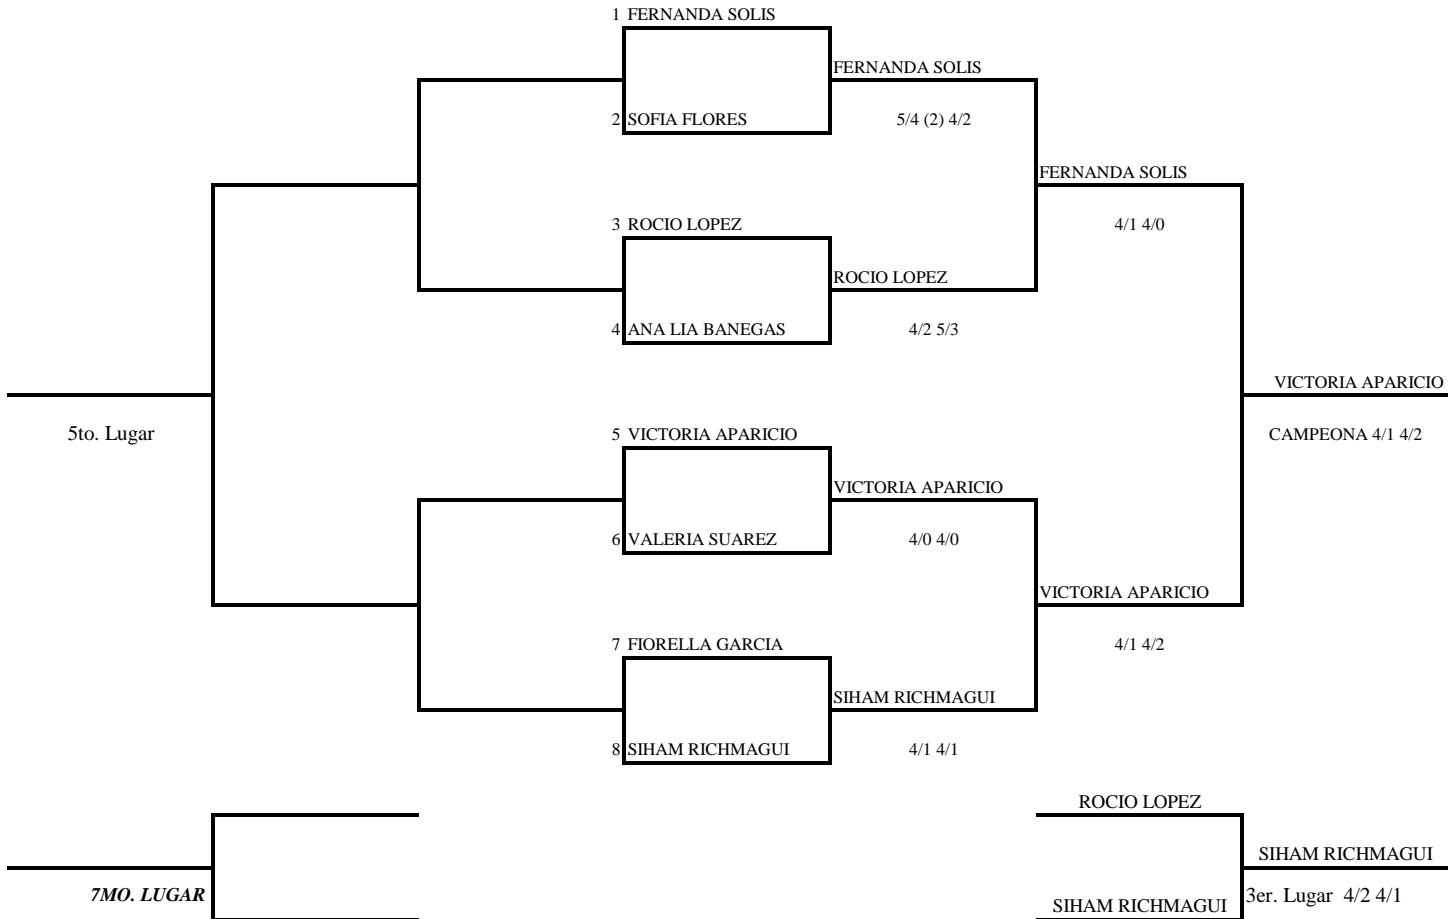 1 FERNANDA SOLIS
FERNANDA SOLIS
2 SOFIA FLORES
5/4 (2) 4/2
FERNANDA SOLIS
3 ROCIO LOPEZ
4/1 4/0
ROCIO LOPEZ
4 ANA LIA BANEGAS
4/2 5/3
VICTORIA APARICIO
5to. Lugar
5 VICTORIA APARICIO
CAMPEONA 4/1 4/2
VICTORIA APARICIO
6 VALERIA SUAREZ
4/0 4/0
VICTORIA APARICIO
7 FIORELLA GARCIA
4/1 4/2
SIHAM RICHMAGUI
8 SIHAM RICHMAGUI
4/1 4/1
ROCIO LOPEZ
SIHAM RICHMAGUI
7MO. LUGAR
3er. Lugar 4/2 4/1
SIHAM RICHMAGUI